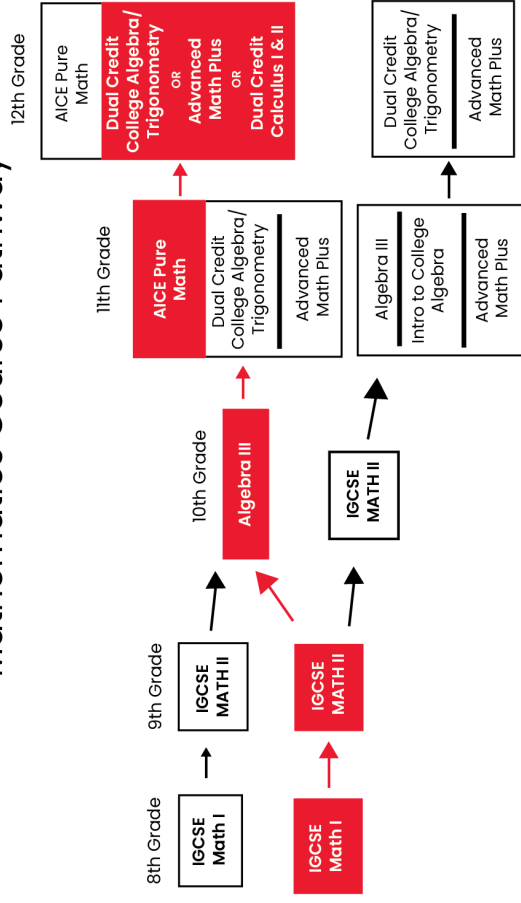 8th Grade
IGCSE
Math I
IGCSE
Math I
9th Grade
IGCSE
MATH II
IGCSE
MATH II
10th Grade
Algebra III
IGCSE
MATH II
11th Grade
AICE Pure
Math
Dual Credit
College Algebra/
Trigonometry
Advanced
Math Plus
Algebra III
Intro to College
Algebra
Advanced
Math Plus
12th Grade
AICE Pure
Math
Dual Credit
College Algebra/
Trigonometry
OR
Advanced
Math Plus
OR
Dual Credit
Calculus I & II
Dual Credit
College Algebra/
Trigonometry
Advanced
Math Plus